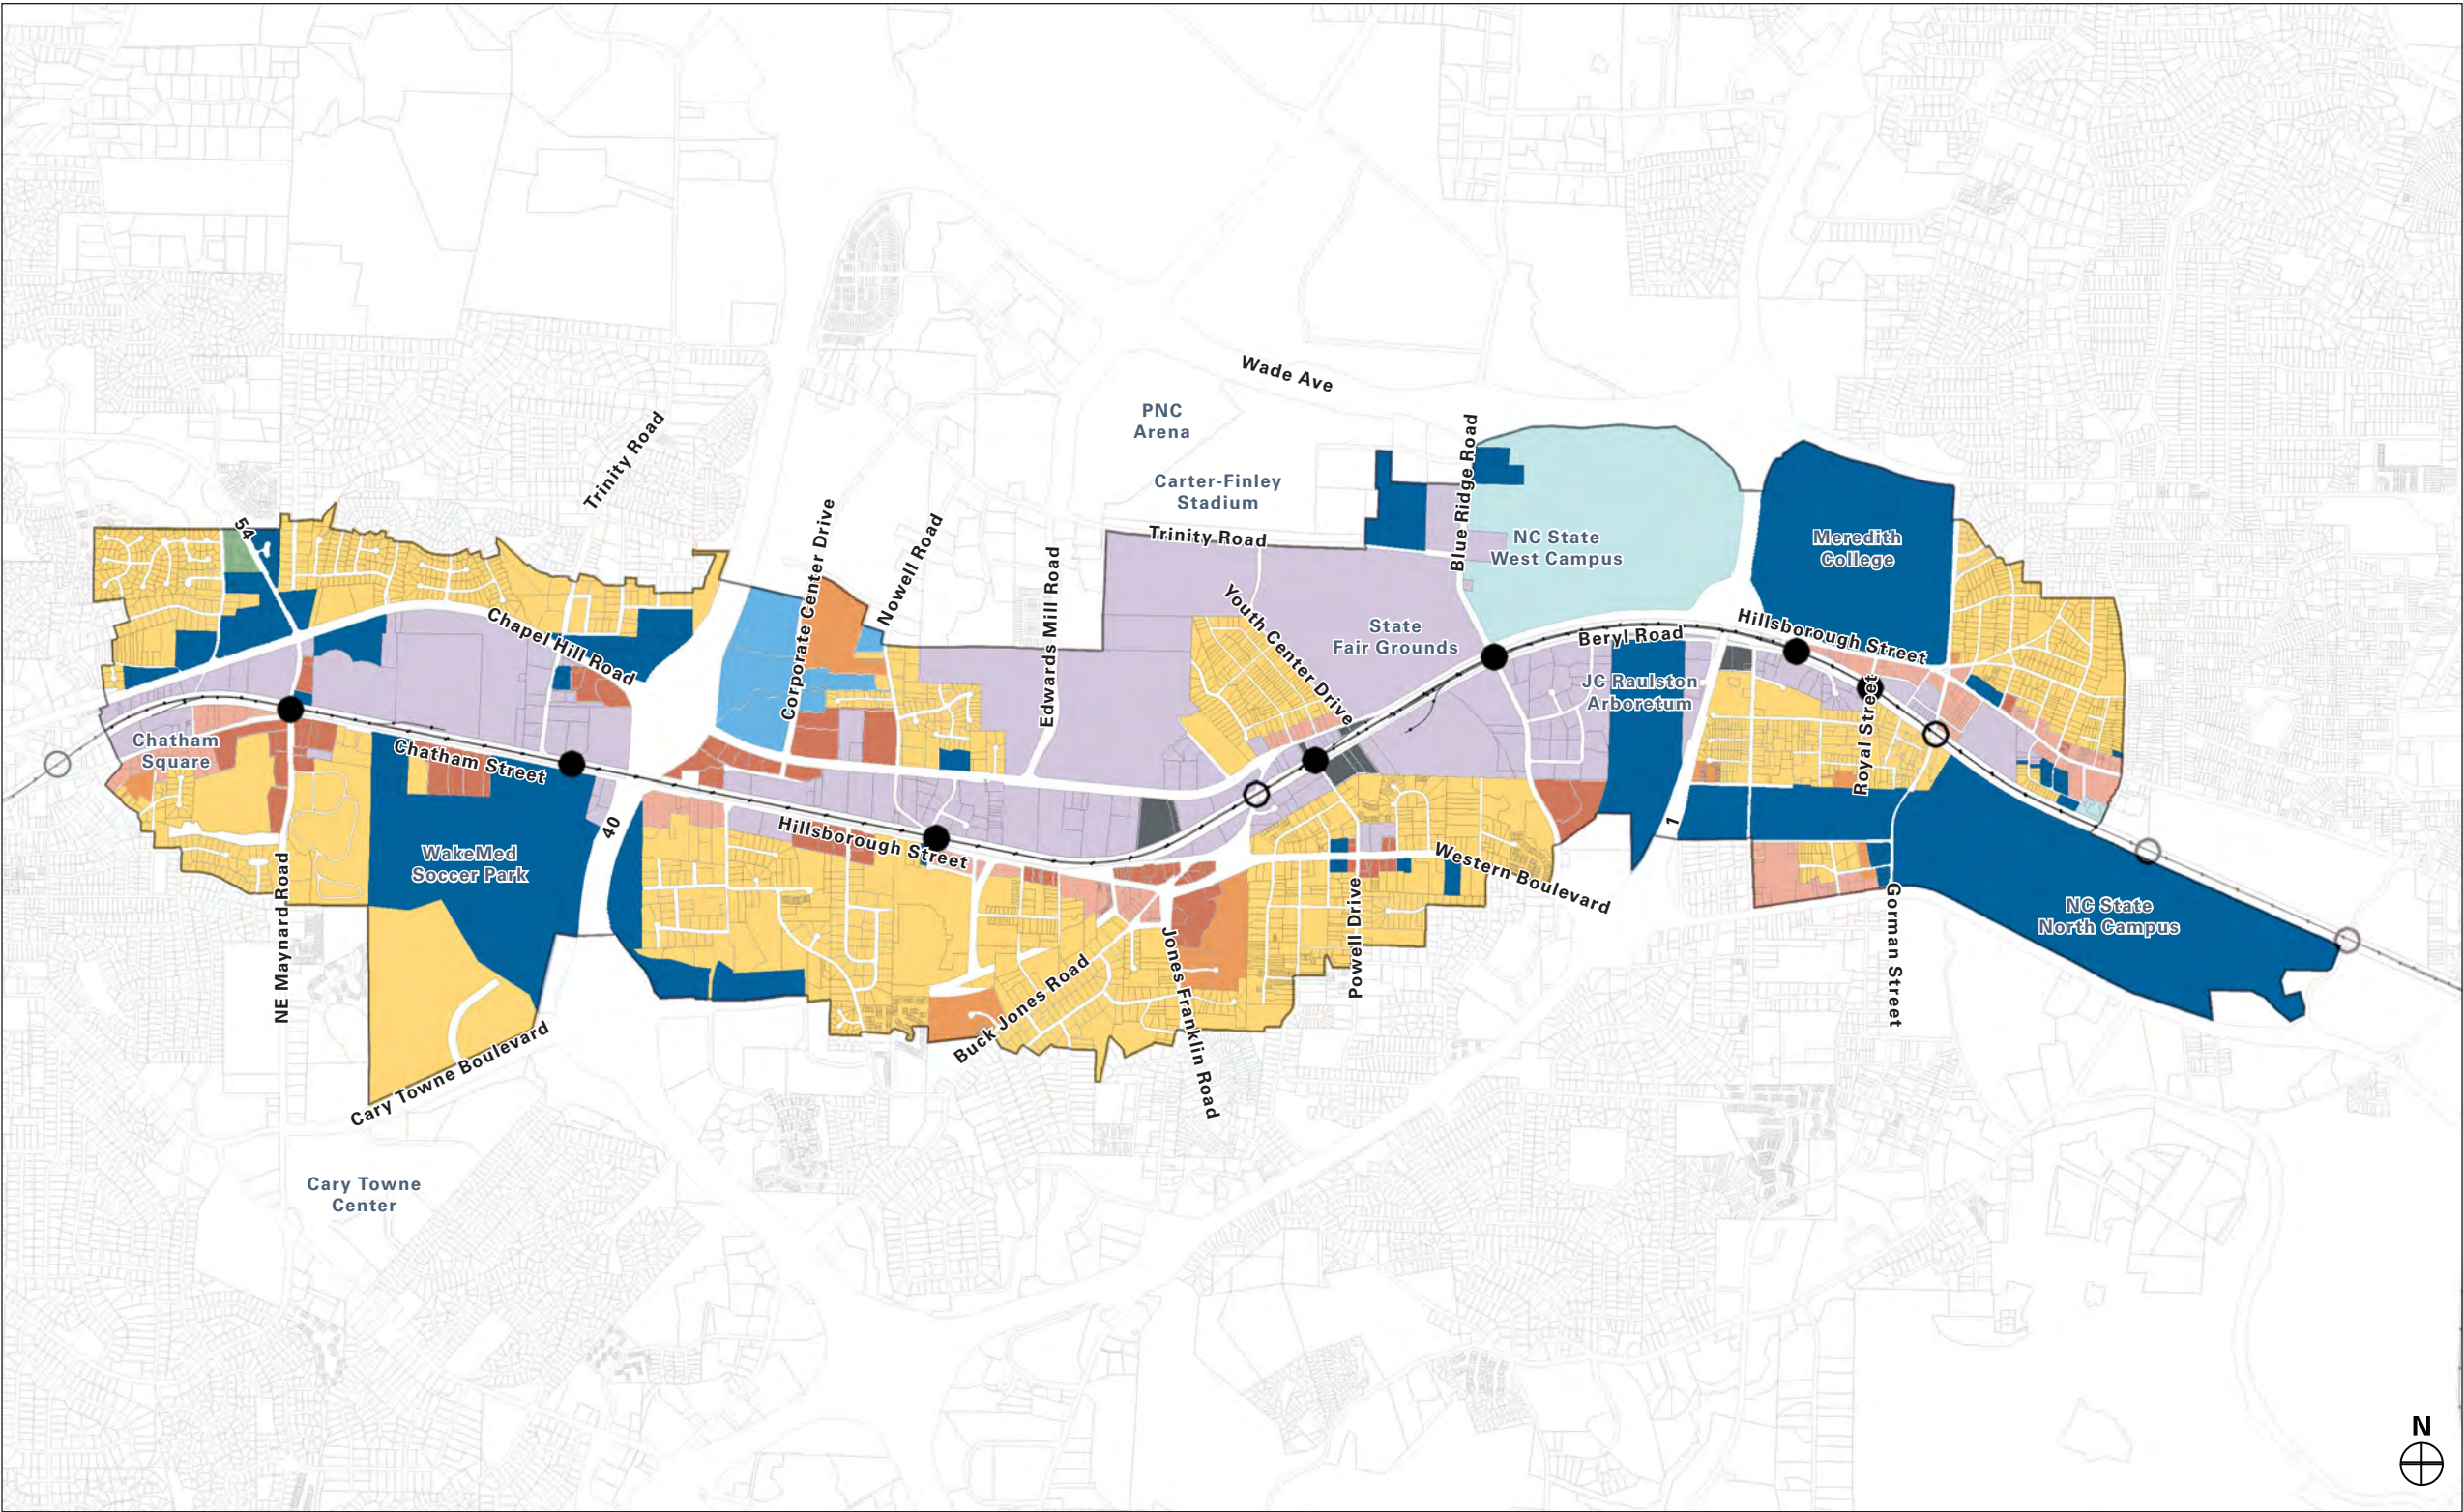 Wade Ave
PNC
Arena
Trinity Road
Blue Ridge Road
Carter-Finley
Stadium
Corporate Center Drive
Nowell Road
54
Trinity Road
Edwards Mill Road
NC State
West Campus
Meredith
College
Youth Center Drive
Chapel Hill Road
State
Fair Grounds
Beryl Road
Hillsborough Street
JC Raulston
Arboretum
Royal Street
Chatham
Square
Chatham Street
40
1
Hillsborough Street
WakeMed
Soccer Park
Western Boulevard
NE Maynard Road
Powell Drive
Gorman Street
NC State
North Campus
Buck Jones Road
Jones Franklin Road
Cary Towne Boulevard
Cary Towne
Center
N